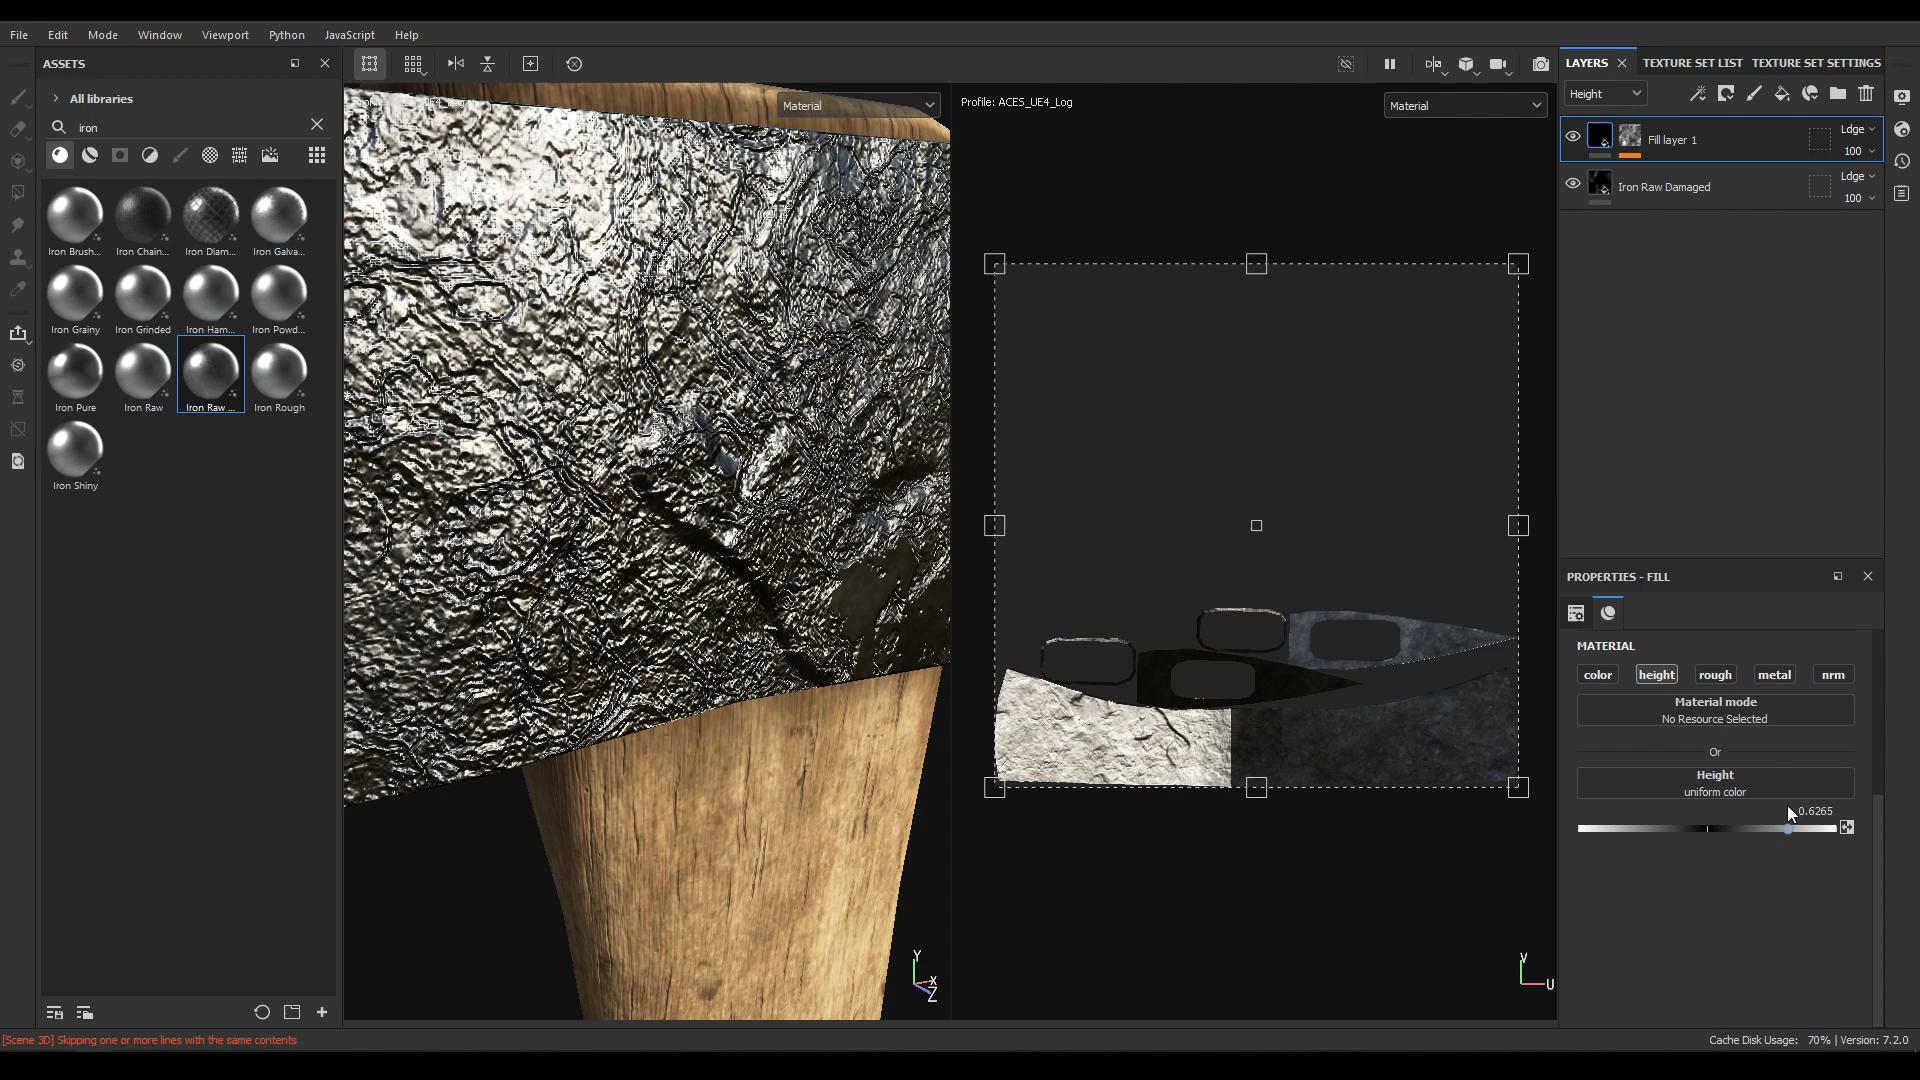 File Edit Mode Window Viewport Python JavaScript Help
ASSETS
All libraries
iron
Iron Brush... Iron Chain... Iron Diam... Iron Galva...
Iron Grainy Iron Grinded Iron Ham... Iron Powd...
Iron Pure Iron Raw Iron Raw ... Iron Rough
Iron Shiny
Material
Profile: ACES_UE4_Log
Material
Y
X
Z
V
U
LAYERS TEXTURE SET LIST TEXTURE SET SETTINGS
Height
Fill layer 1
Ldge
100
Iron Raw Damaged
Ldge
100
PROPERTIES - FILL
MATERIAL
color height rough metal nrm
Material mode
No Resource Selected
Or
Height
uniform color
0.6265
[Scene 3D] Skipping one or more lines with the same contents
Cache Disk Usage: 70% | Version: 7.2.0